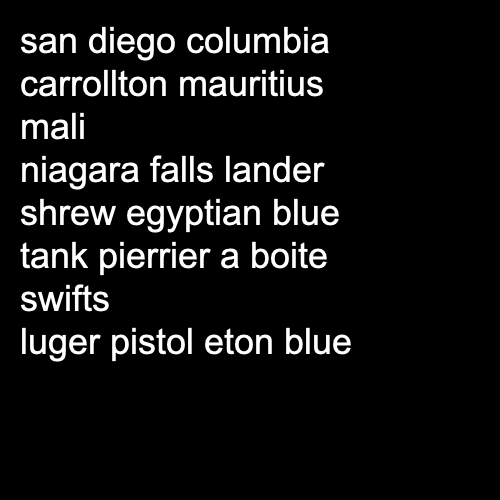 san diego columbia
carrollton mauritius
mali
niagara falls lander
shrew egyptian blue
tank pierrier a boite
swifts
luger pistol eton blue